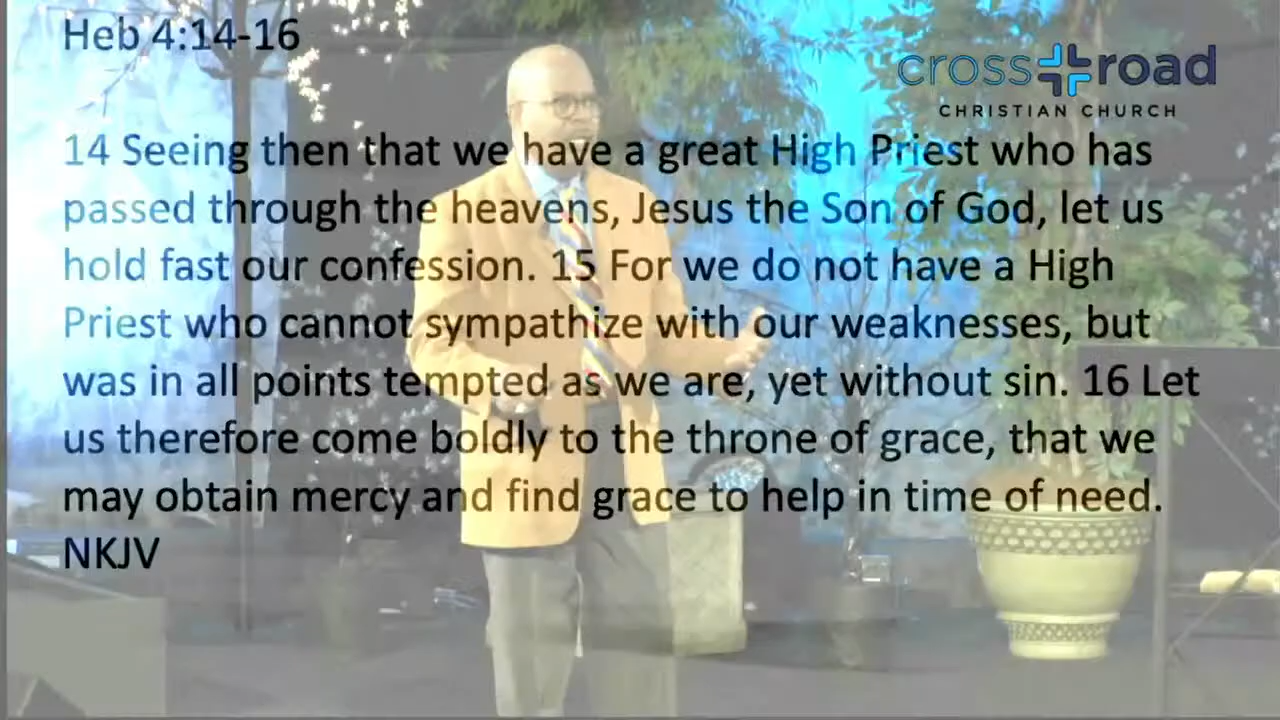 Heb 4:14-16
cross road
CHRISTIAN CHURCH
14 Seeing then that we have a great High Priest who has
passed through the heavens, Jesus the Son of God, let us
hold fast our confession. 15 For we do not have a High
Priest who cannot sympathize with our weaknesses, but
was in all points tempted as we are, yet without sin. 16 Let
us therefore come boldly to the throne of grace, that we
may obtain mercy and find grace to help in time of need.
NKJV